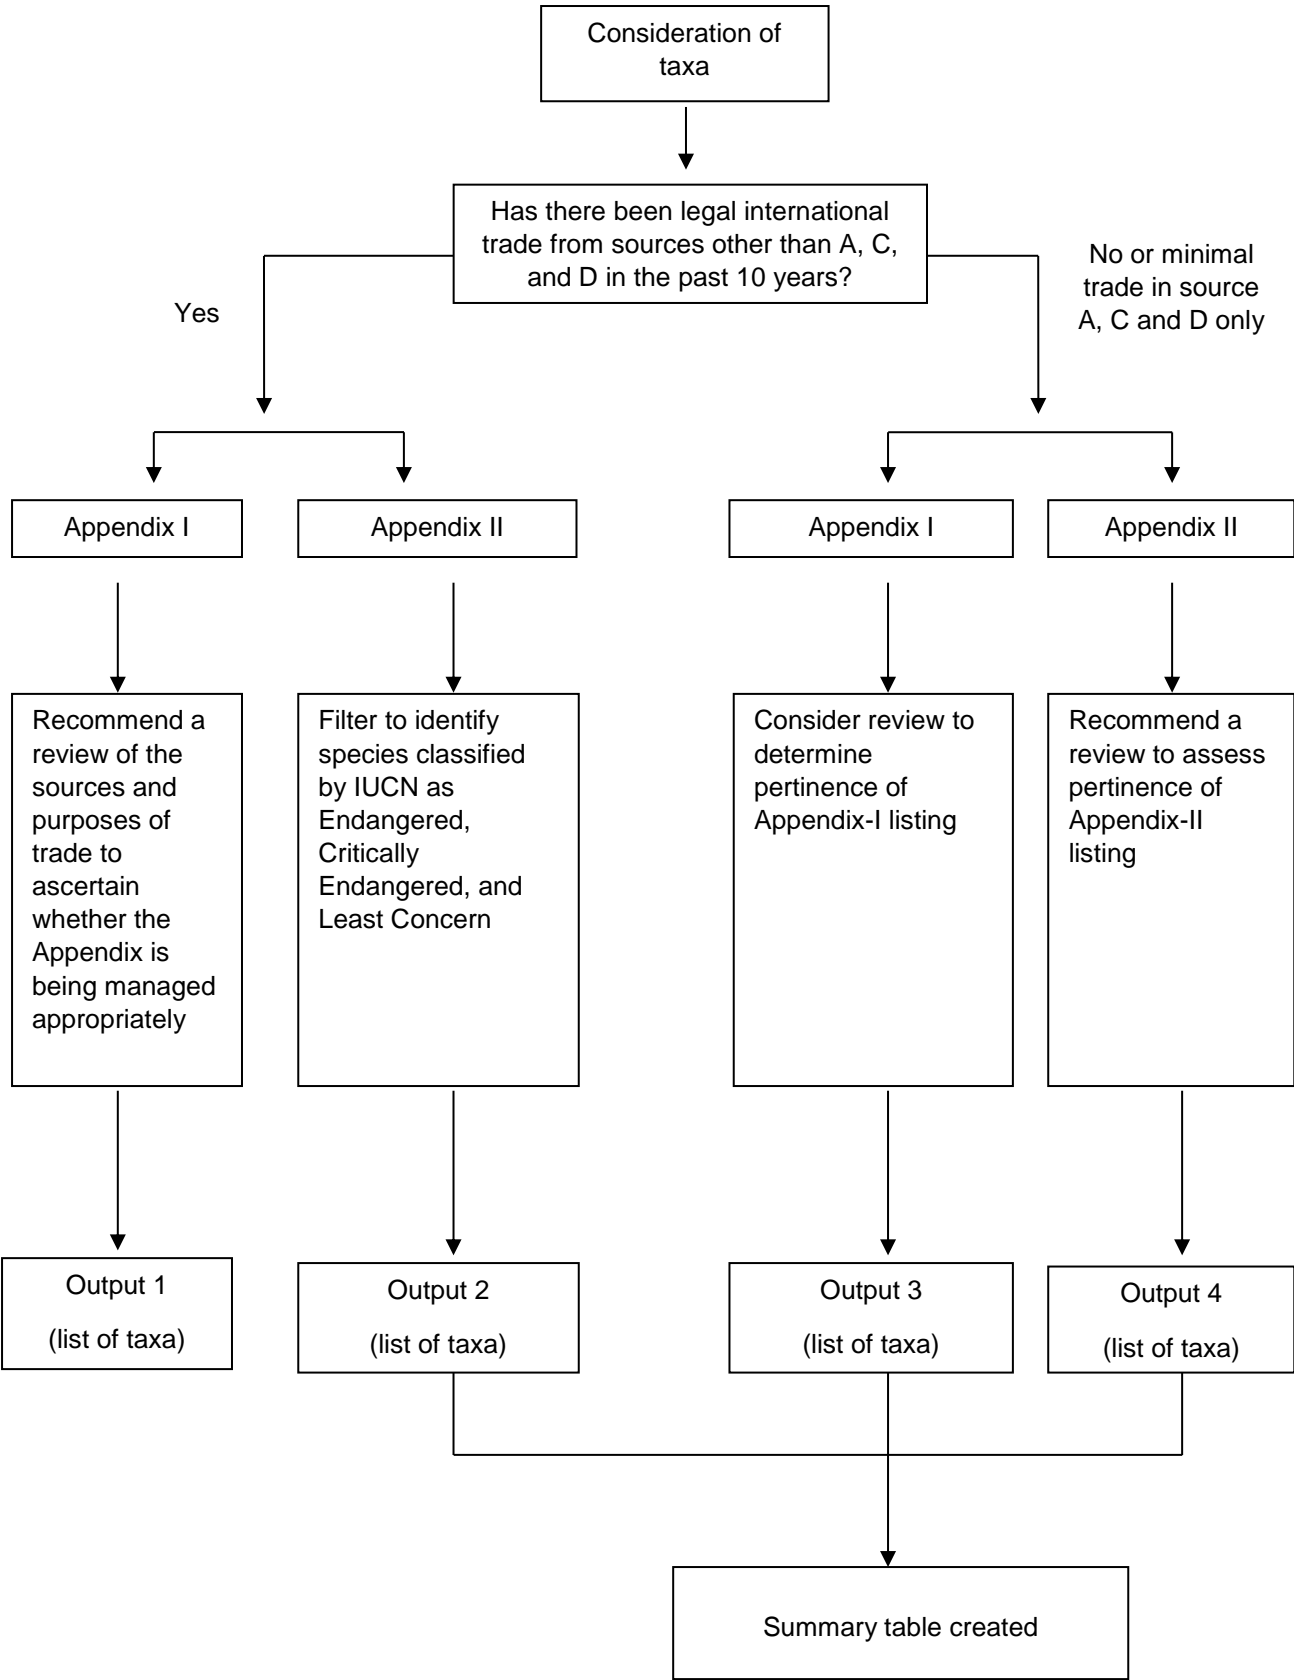 Consideration of
taxa
Has there been legal international
trade from sources other than A, C,
and D in the past 10 years?
Yes
No or minimal
trade in source
A, C and D only
Appendix I
Appendix II
Appendix I
Appendix II
Recommend a
review of the
sources and
purposes of
trade to
ascertain
whether the
Appendix is
being managed
appropriately
Filter to identify
species classified
by IUCN as
Endangered,
Critically
Endangered, and
Least Concern
Consider review to
determine
pertinence of
Appendix-I listing
Recommend a
review to assess
pertinence of
Appendix-II
listing
Output 1
(list of taxa)
Output 2
(list of taxa)
Output 3
(list of taxa)
Output 4
(list of taxa)
Summary table created